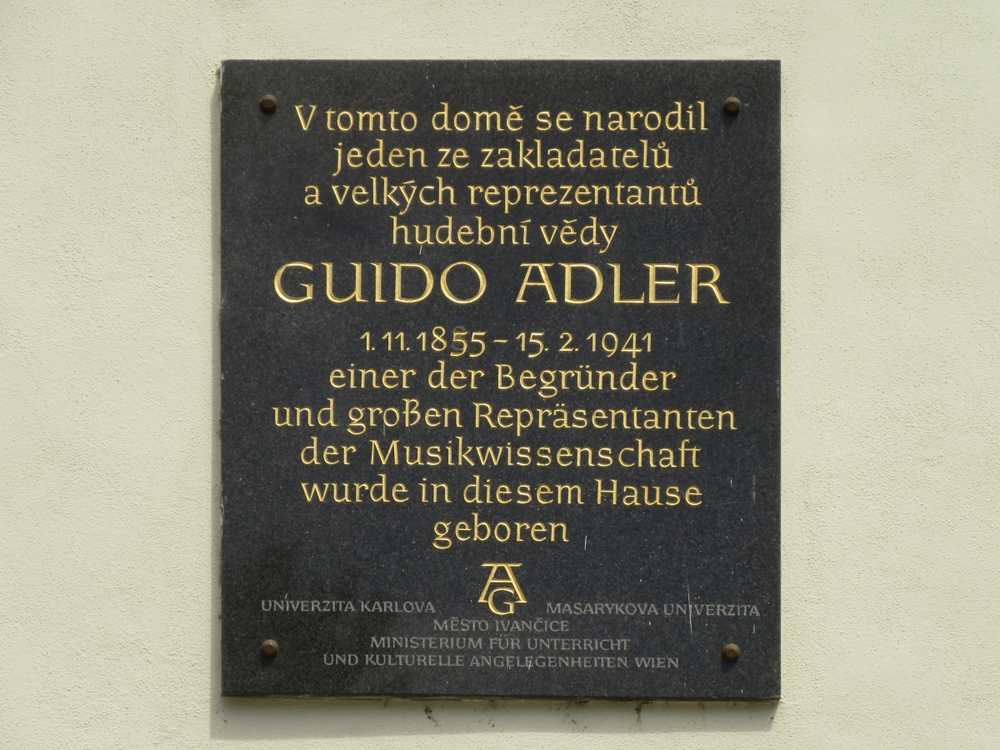 V tomto domě se narodil
jeden ze zakladatelů
a velkých reprezentantů
hudební vědy
GUIDO ADLER
1. 11. 1855 – 15. 2. 1941
einer der Begründer
und großen Repräsentanten
der Musikwissenschaft
wurde in diesem Hause
geboren
AG
UNIVERZITA KARLOVA MASARYKOVA UNIVERZITA
MĚSTO IVANČICE
MINISTERIUM FÜR UNTERRICHT
UND KULTURELLE ANGELEGENHEITEN WIEN